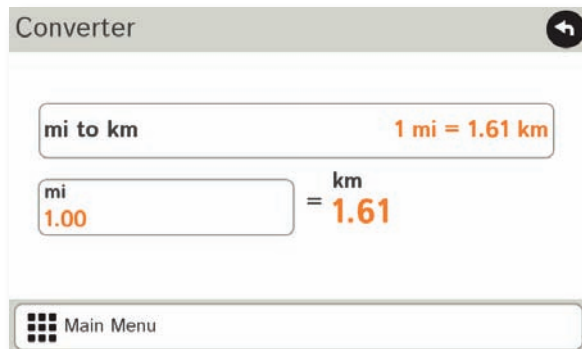 Converter
mi to km 1 mi = 1.61 km
mi
1.00
= km
1.61
Main Menu